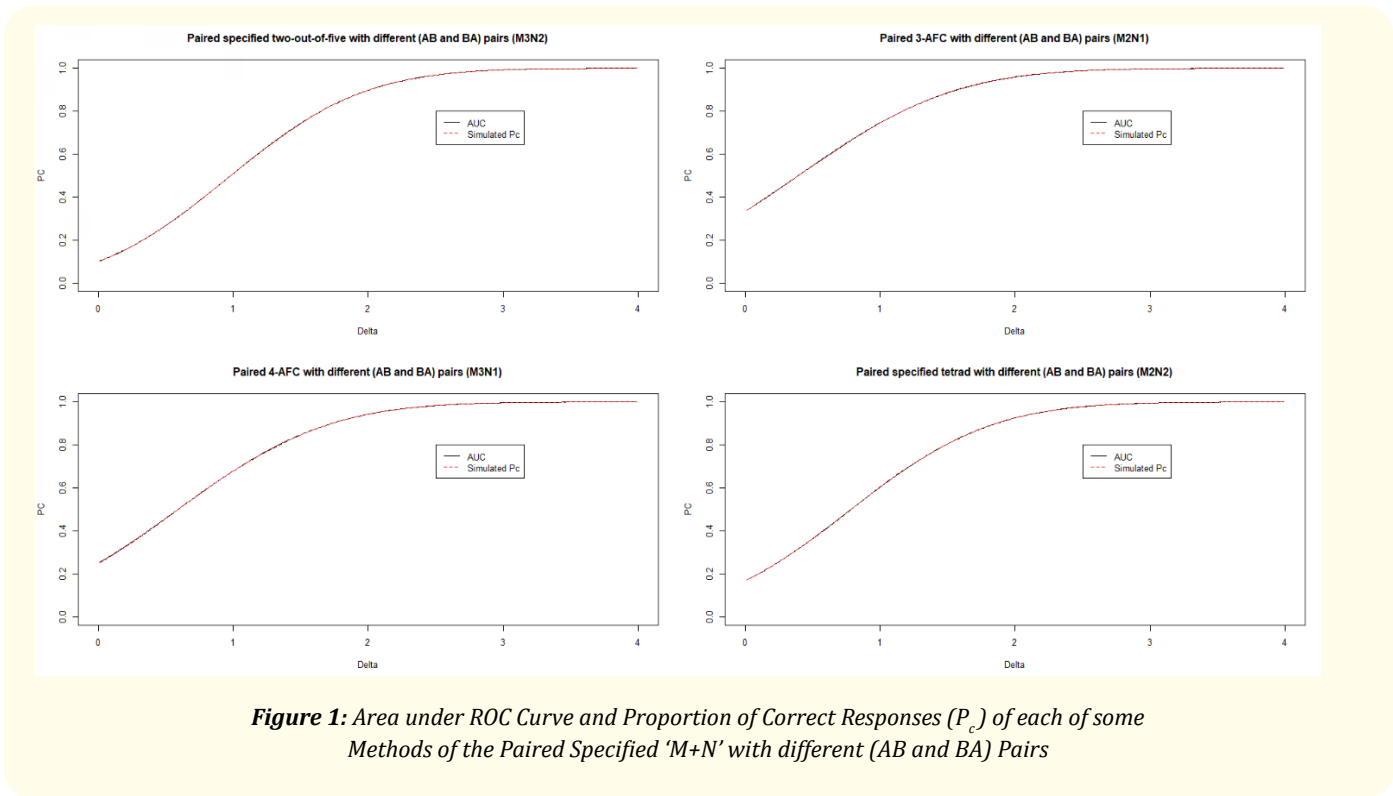 Paired specified two-out-of-five with different (AB and BA) pairs (M3N2)
PC
0.0 0.2 0.4 0.6 0.8 1.0
AUC
Simulated Pc
0 1 2 3 4
Delta
Paired 3-AFC with different (AB and BA) pairs (M2N1)
PC
0.0 0.2 0.4 0.6 0.8 1.0
AUC
Simulated Pc
0 1 2 3 4
Delta
Paired 4-AFC with different (AB and BA) pairs (M3N1)
PC
0.0 0.2 0.4 0.6 0.8 1.0
AUC
Simulated Pc
0 1 2 3 4
Delta
Paired specified tetrad with different (AB and BA) pairs (M2N2)
PC
0.0 0.2 0.4 0.6 0.8 1.0
AUC
Simulated Pc
0 1 2 3 4
Delta
Figure 1: Area under ROC Curve and Proportion of Correct Responses (Pc) of each of some
Methods of the Paired Specified ‘M+N’ with different (AB and BA) Pairs